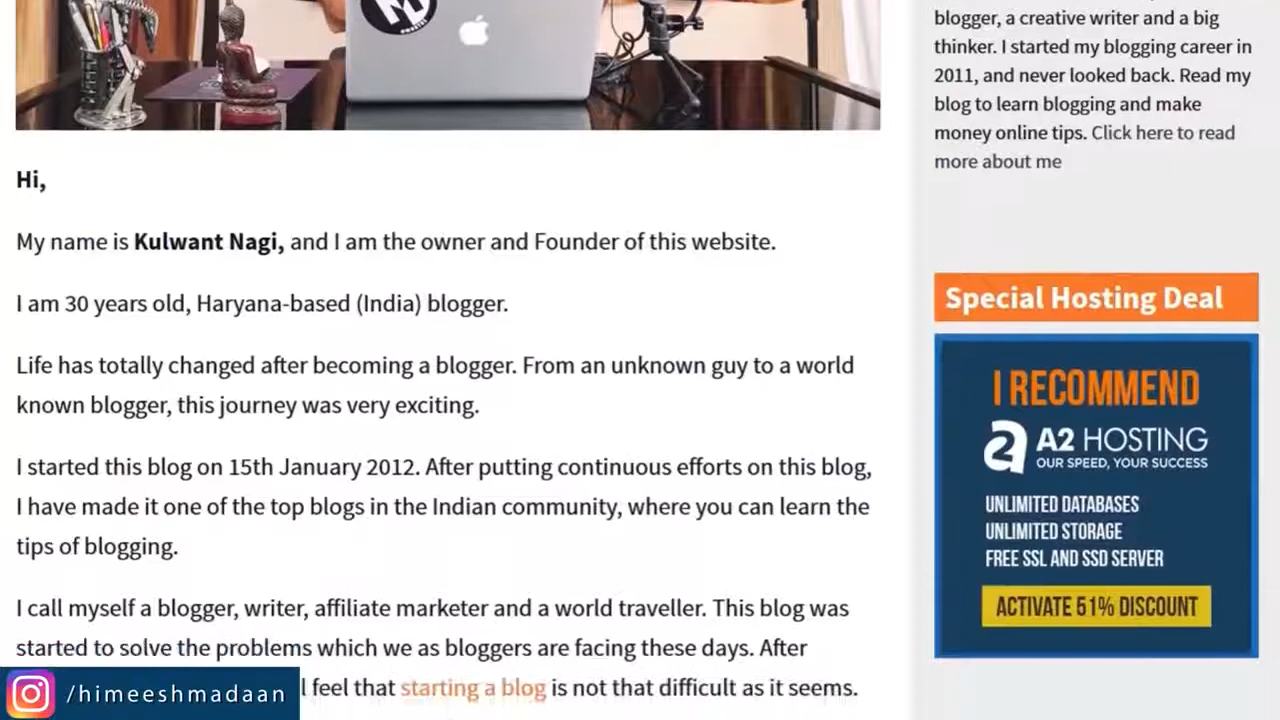 Hi,
My name is Kulwant Nagi, and I am the owner and Founder of this website.
I am 30 years old, Haryana-based (India) blogger.
Life has totally changed after becoming a blogger. From an unknown guy to a world
known blogger, this journey was very exciting.
I started this blog on 15th January 2012. After putting continuous efforts on this blog,
I have made it one of the top blogs in the Indian community, where you can learn the
tips of blogging.
I call myself a blogger, writer, affiliate marketer and a world traveller. This blog was
started to solve the problems which we as bloggers are facing these days. After
I feel that starting a blog is not that difficult as it seems.
/himeeshmadaan
blogger, a creative writer and a big
thinker. I started my blogging career in
2011, and never looked back. Read my
blog to learn blogging and make
money online tips. Click here to read
more about me
Special Hosting Deal
I RECOMMEND
A2 HOSTING
OUR SPEED, YOUR SUCCESS
UNLIMITED DATABASES
UNLIMITED STORAGE
FREE SSL AND SSD SERVER
ACTIVATE 51% DISCOUNT